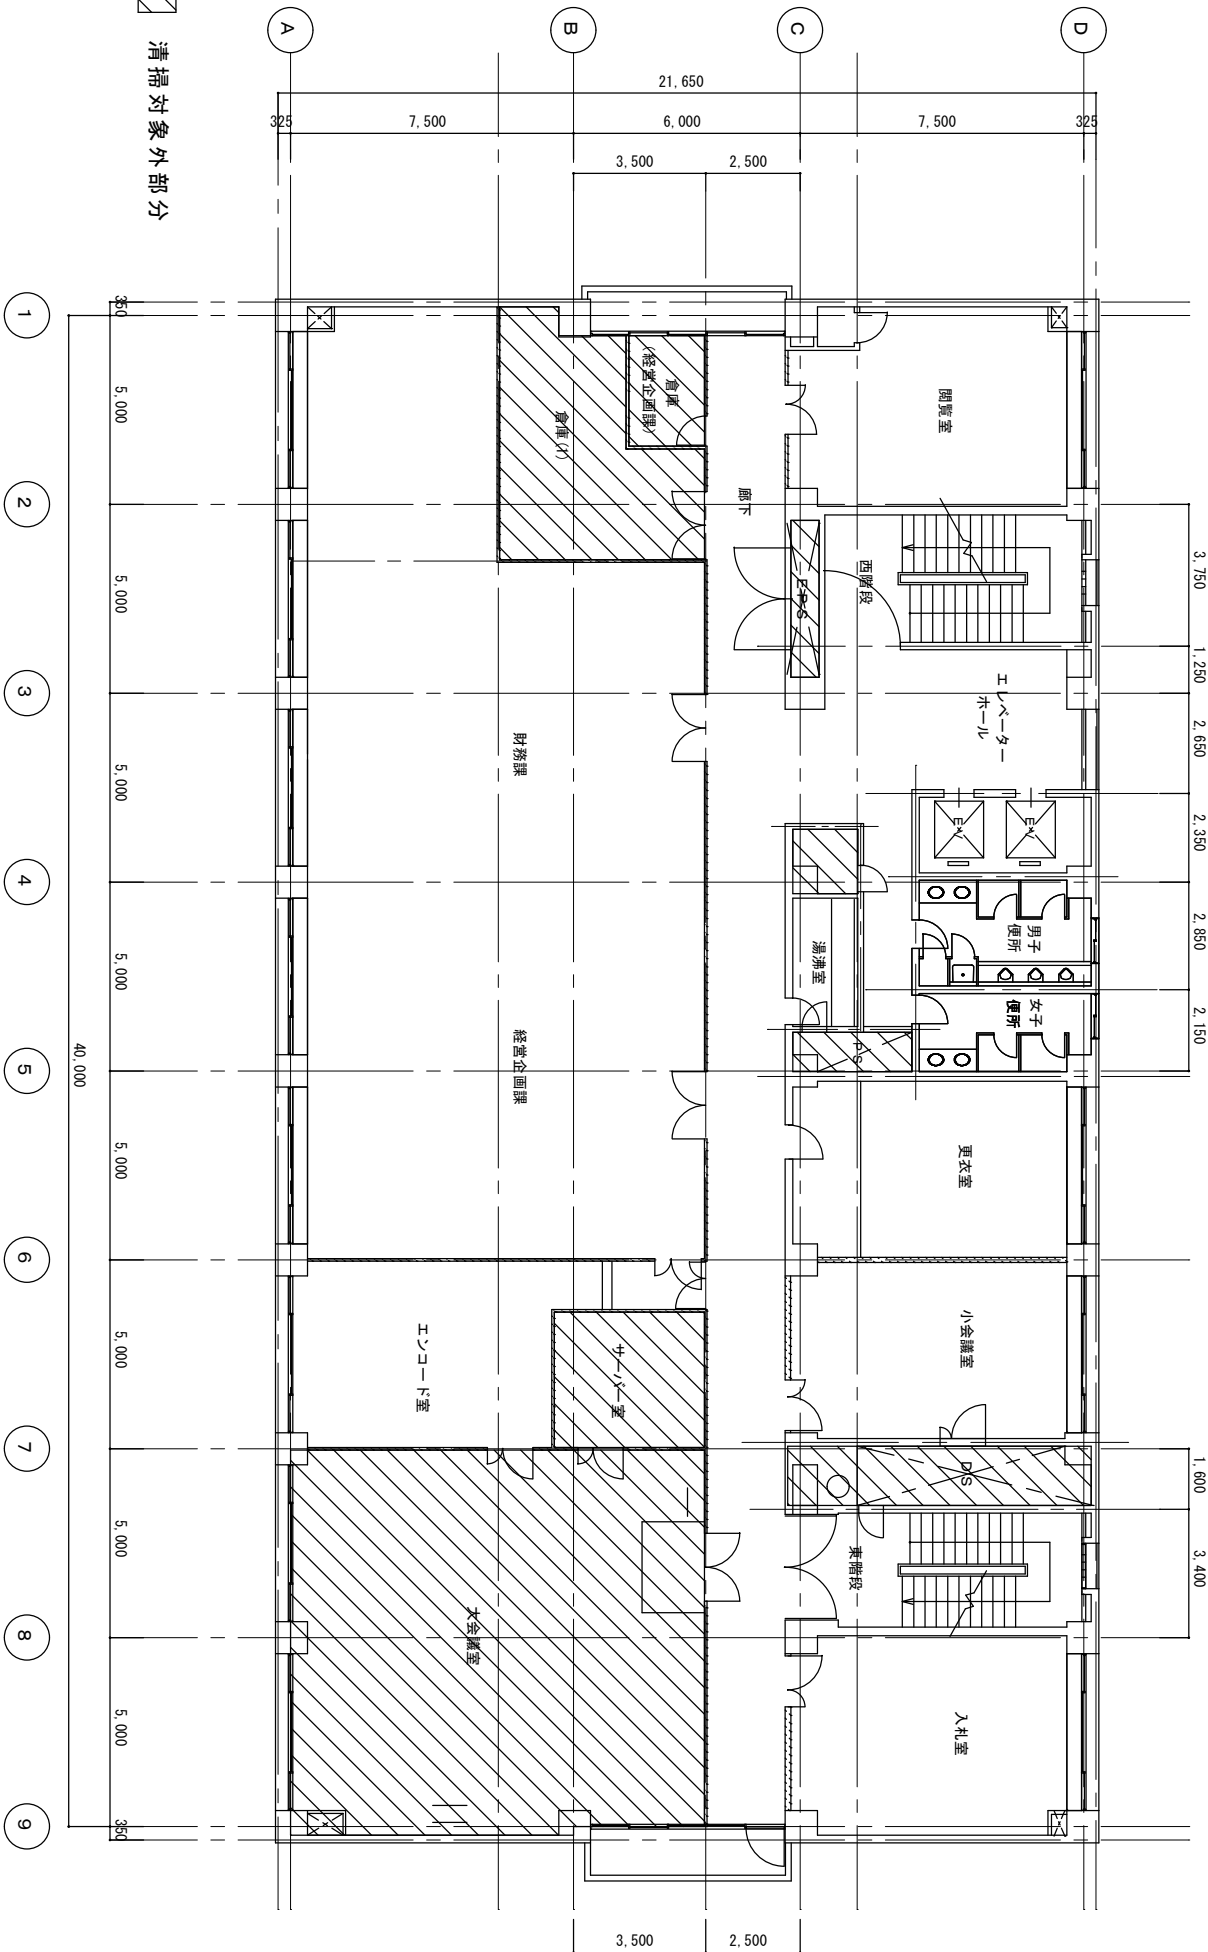 A
B
C
D
21,650
325
7,500
6,000
7,500
325
3,500
2,500
清掃対象外部分
350
1
5,000
2
5,000
3
5,000
4
5,000
5
5,000
6
5,000
7
5,000
8
5,000
9
350
40,000
3,750
1,250
2,650
2,350
2,850
2,150
1,600
3,400
閲覧室
倉庫
(経営企画課)
倉庫(1)
廊下
西階段
EPS
エレベーター
ホール
EV
EV
財務課
男子
便所
湯沸室
女子
便所
PS
経営企画課
更衣室
小会議室
エンコード室
サーバー室
DS
東階段
大会議室
入札室
3,500
2,500